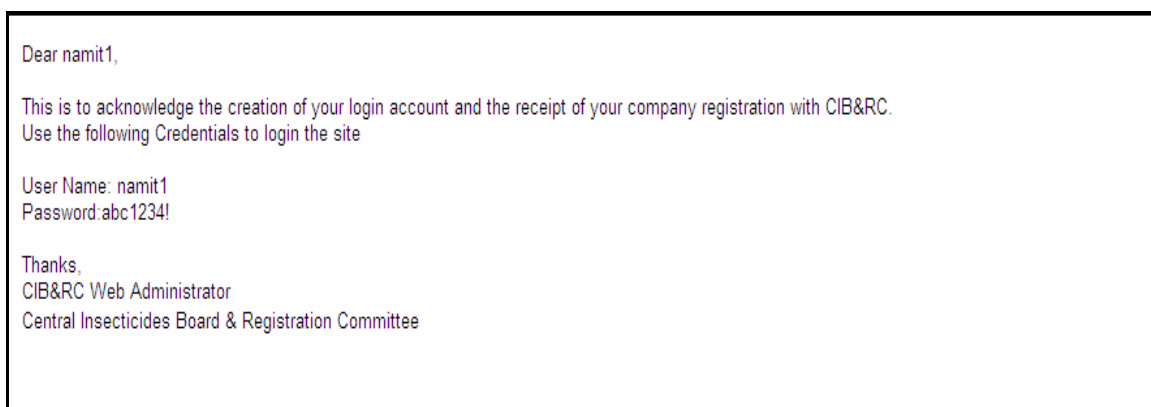 Dear namit1,
This is to acknowledge the creation of your login account and the receipt of your company registration with CIB&RC.
Use the following Credentials to login the site
User Name: namit1
Password:abc1234!
Thanks,
CIB&RC Web Administrator
Central Insecticides Board & Registration Committee